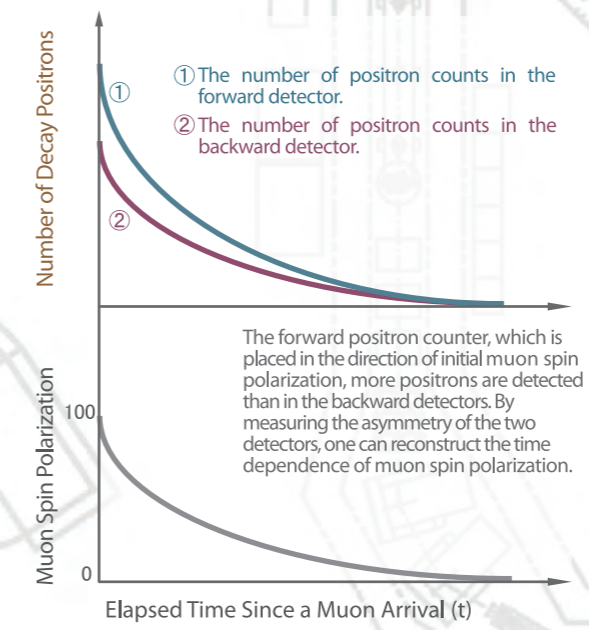 Number of Decay Positrons
①The number of positron counts in the
forward detector.
②The number of positron counts in the
backward detector.
①
②
The forward positron counter, which is
placed in the direction of initial muon spin
polarization, more positrons are detected
than in the backward detectors. By
measuring the asymmetry of the two
detectors, one can reconstruct the time
dependence of muon spin polarization.
Muon Spin Polarization
100
0
Elapsed Time Since a Muon Arrival (t)